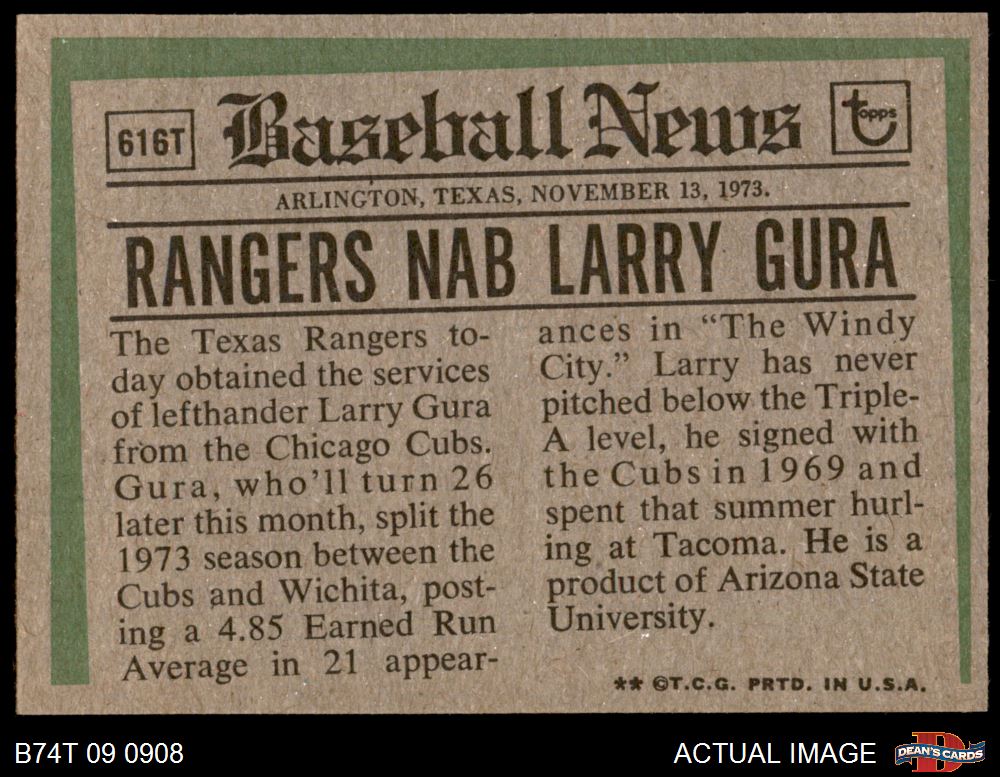 616T
Baseball News
topps
ARLINGTON, TEXAS, NOVEMBER 13, 1973.
RANGERS NAB LARRY GURA
The Texas Rangers to-
day obtained the services
of lefthander Larry Gura
from the Chicago Cubs.
Gura, who'll turn 26
later this month, split the
1973 season between the
Cubs and Wichita, post-
ing a 4.85 Earned Run
Average in 21 appear-
ances in “The Windy
City.” Larry has never
pitched below the Triple-
A level, he signed with
the Cubs in 1969 and
spent that summer hurl-
ing at Tacoma. He is a
product of Arizona State
University.
** ©T.C.G. PRTD. IN U.S.A.
B74T 09 0908
ACTUAL IMAGE
DEAN'S CARDS